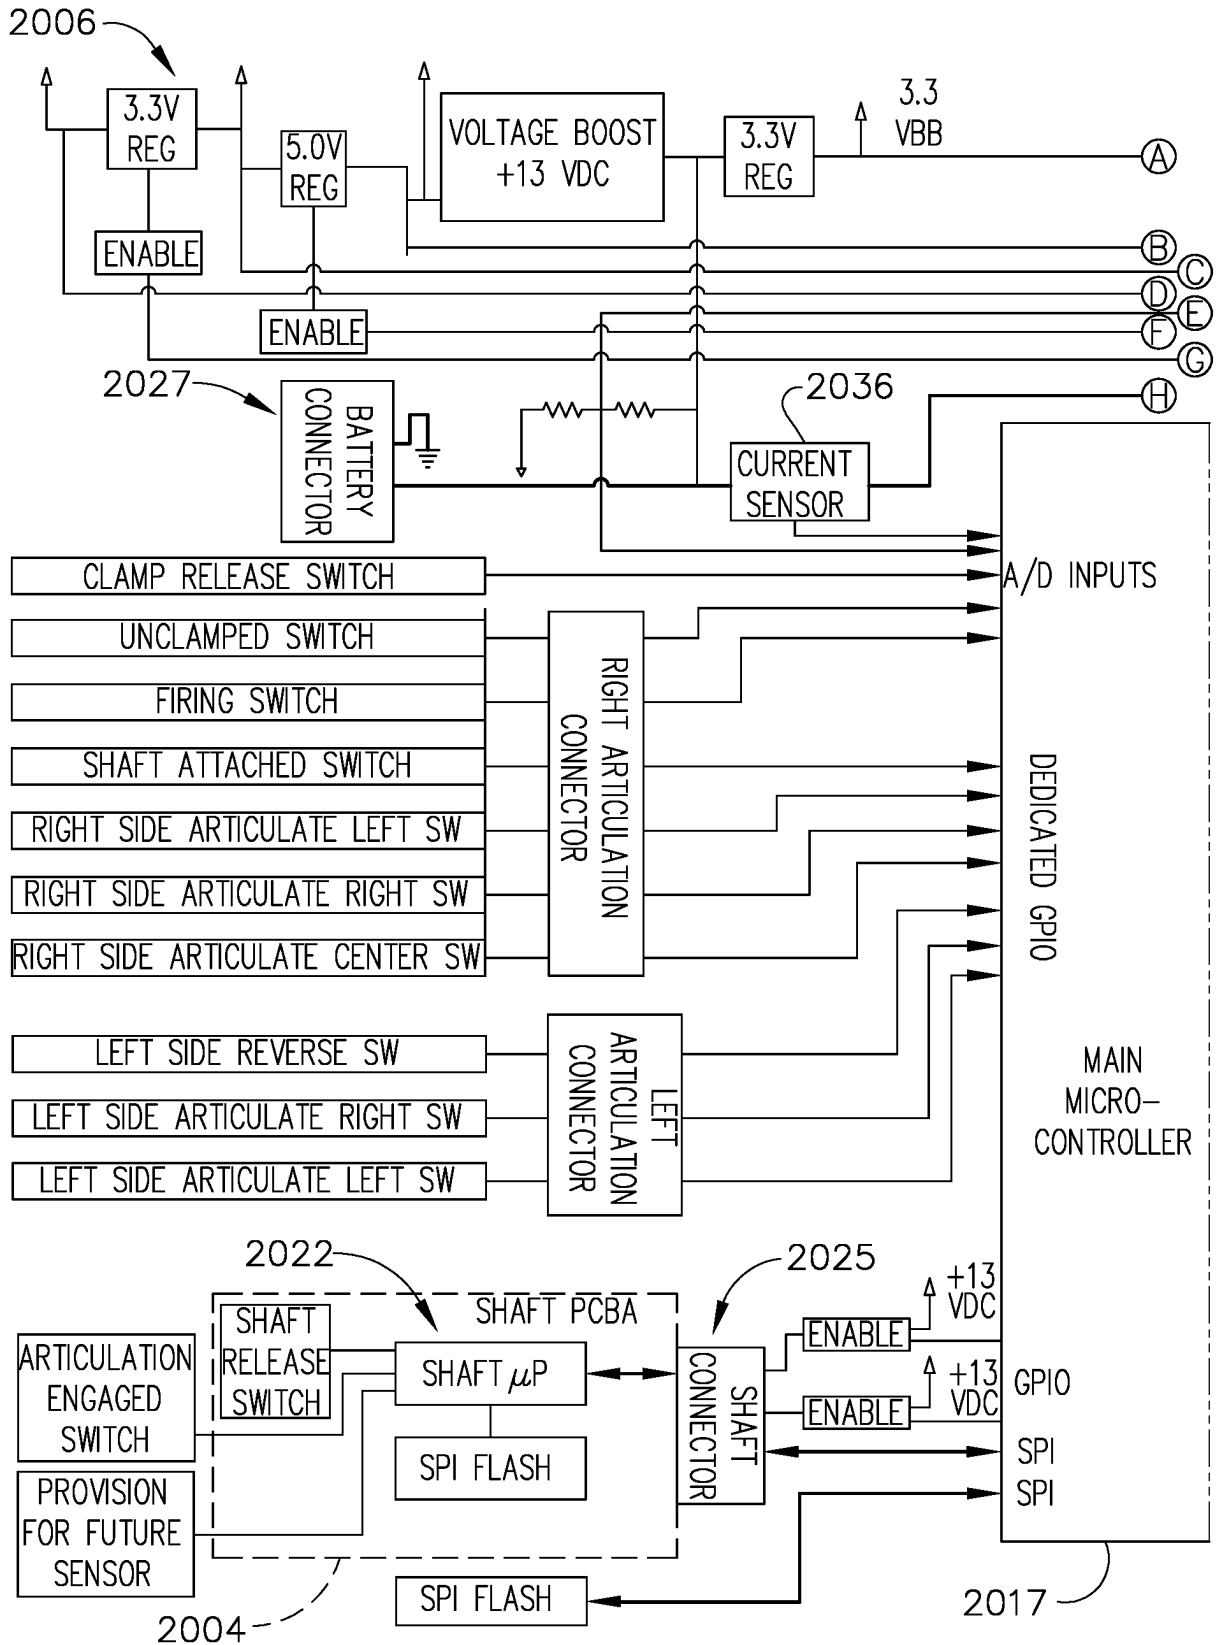 2006
3.3V
REG
5.0V
REG
VOLTAGE BOOST
+13 VDC
3.3V
REG
3.3
VBB
A
ENABLE
B
C
D
E
ENABLE
F
G
2027
BATTERY
CONNECTOR
2036
H
CURRENT
SENSOR
CLAMP RELEASE SWITCH
A/D INPUTS
UNCLAMPED SWITCH
FIRING SWITCH
SHAFT ATTACHED SWITCH
RIGHT SIDE ARTICULATE LEFT SW
RIGHT SIDE ARTICULATE RIGHT SW
RIGHT SIDE ARTICULATE CENTER SW
RIGHT ARTICULATION
CONNECTOR
DEDICATED GPIO
LEFT SIDE REVERSE SW
LEFT SIDE ARTICULATE RIGHT SW
LEFT SIDE ARTICULATE LEFT SW
LEFT
ARTICULATION
CONNECTOR
MAIN
MICRO-
CONTROLLER
2022
2025
SHAFT PCBA
SHAFT
RELEASE
SWITCH
ARTICULATION
ENGAGED
SWITCH
SHAFT µP
SPI FLASH
SHAFT
CONNECTOR
ENABLE
+13
VDC
ENABLE
+13
VDC
GPIO
SPI
SPI
PROVISION
FOR FUTURE
SENSOR
2004
SPI FLASH
2017